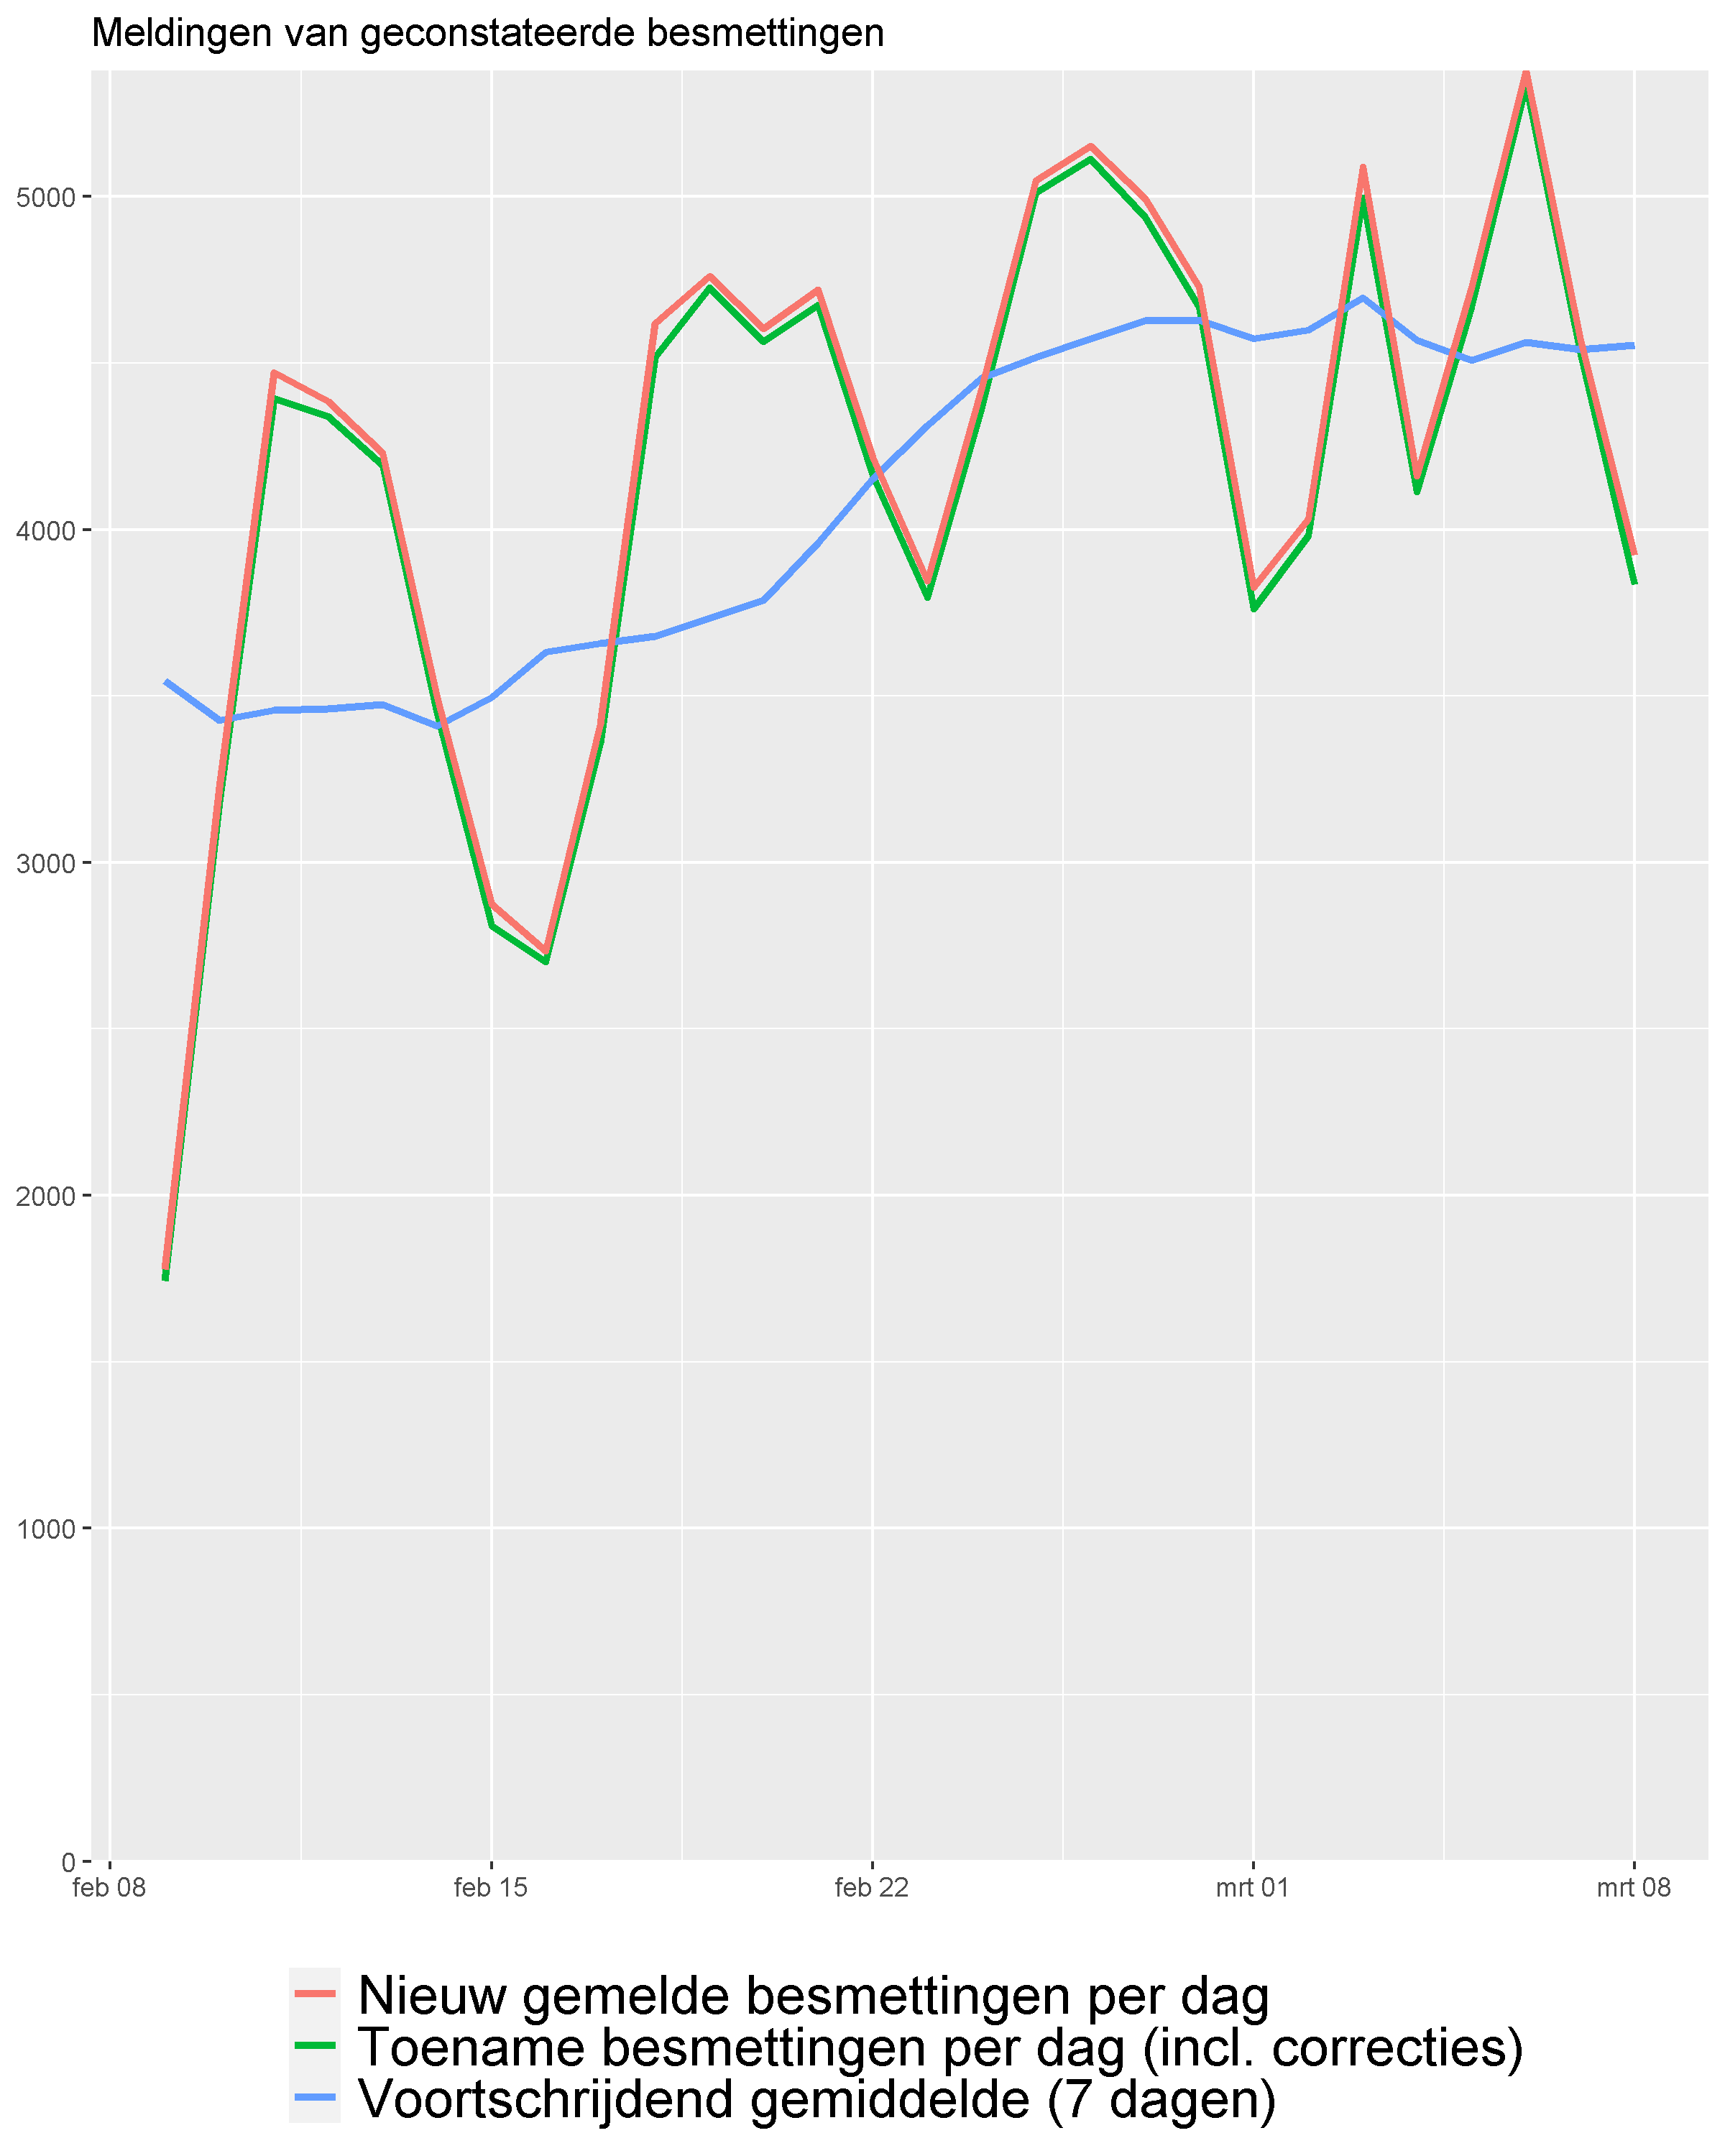 Meldingen van geconstateerde besmettingen
5000
4000
3000
2000
1000
0
feb 08 feb 15 feb 22 mrt 01 mrt 08
Nieuw gemelde besmettingen per dag
Toename besmettingen per dag (incl. correcties)
Voortschrijdend gemiddelde (7 dagen)